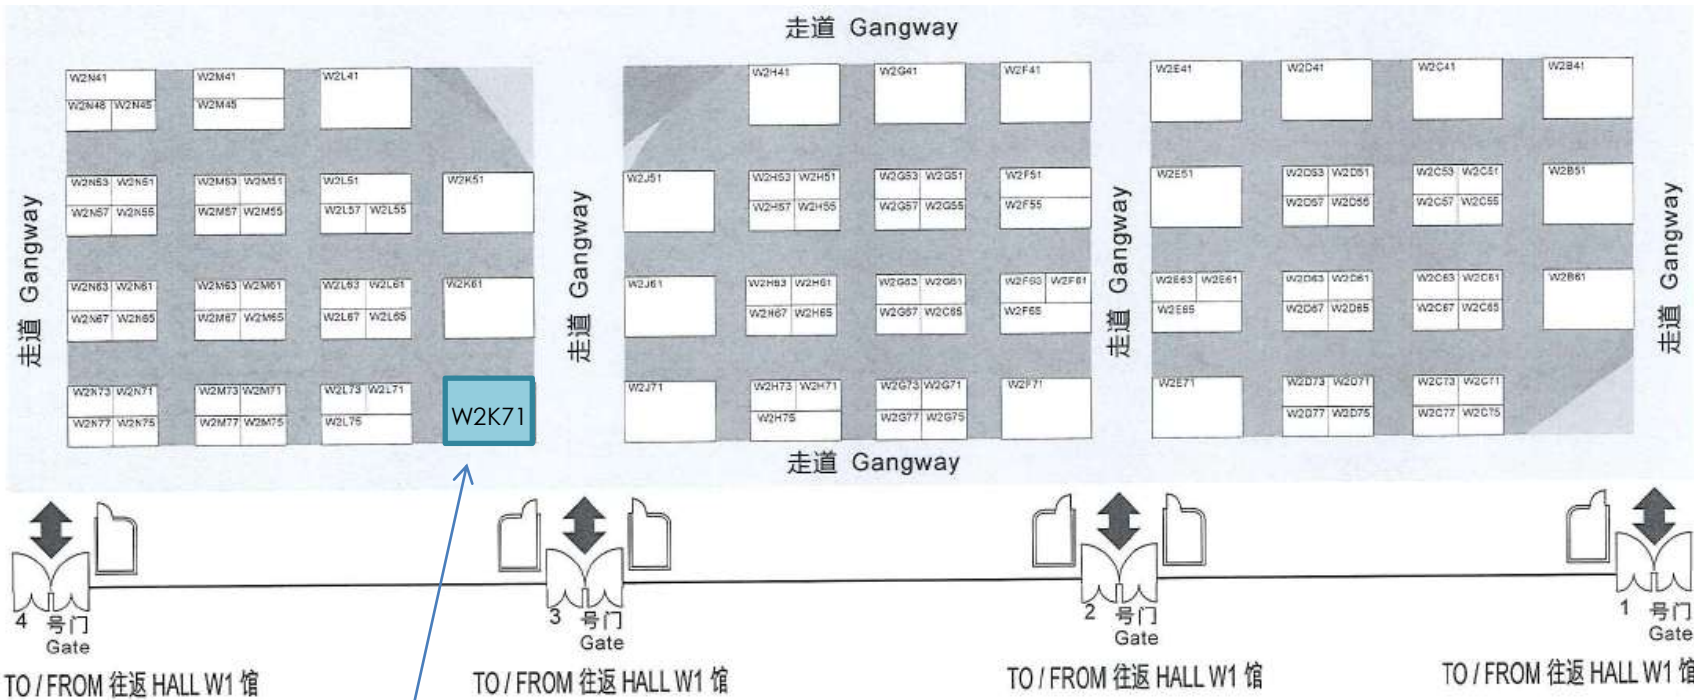 走道 Gangway
W2N41 W2M41 W2L41 W2H41 W2G41 W2F41 W2E41 W2D41 W2C41 W2B41
W2N48 W2N45 W2M45
W2N53 W2N51 W2M53 W2M51 W2L51 W2K51 W2J51 W2H53 W2H51 W2G53 W2G51 W2F51 W2E51 W2D53 W2D51 W2C53 W2C51 W2B51
W2N57 W2N55 W2M57 W2M55 W2L57 W2L55 W2H57 W2H55 W2G57 W2G55 W2F55 W2D57 W2D55 W2C57 W2C55
走道 Gangway
走道 Gangway
走道 Gangway
走道 Gangway
W2N63 W2N61 W2M63 W2M61 W2L63 W2L61 W2K61 W2J61 W2H63 W2H61 W2G63 W2G61 W2F63 W2F61 W2E63 W2E61 W2D63 W2D61 W2C63 W2C61 W2B61
W2N67 W2N65 W2M67 W2M65 W2L67 W2L65 W2H67 W2H65 W2G67 W2C65 W2F65 W2E65 W2D67 W2D65 W2C67 W2C65
W2N73 W2N71 W2M73 W2M71 W2L73 W2L71 W2K71 W2J71 W2H73 W2H71 W2G73 W2G71 W2F71 W2E71 W2D73 W2D71 W2C73 W2C71
W2N77 W2N75 W2M77 W2M75 W2L75 W2H75 W2G77 W2G75 W2D77 W2D75 W2C77 W2C75
走道 Gangway
4 号门 3 号门 2 号门 1 号门
Gate Gate Gate Gate
TO / FROM 往返 HALL W1 馆 TO / FROM 往返 HALL W1 馆 TO / FROM 往返 HALL W1 馆 TO / FROM 往返 HALL W1 馆